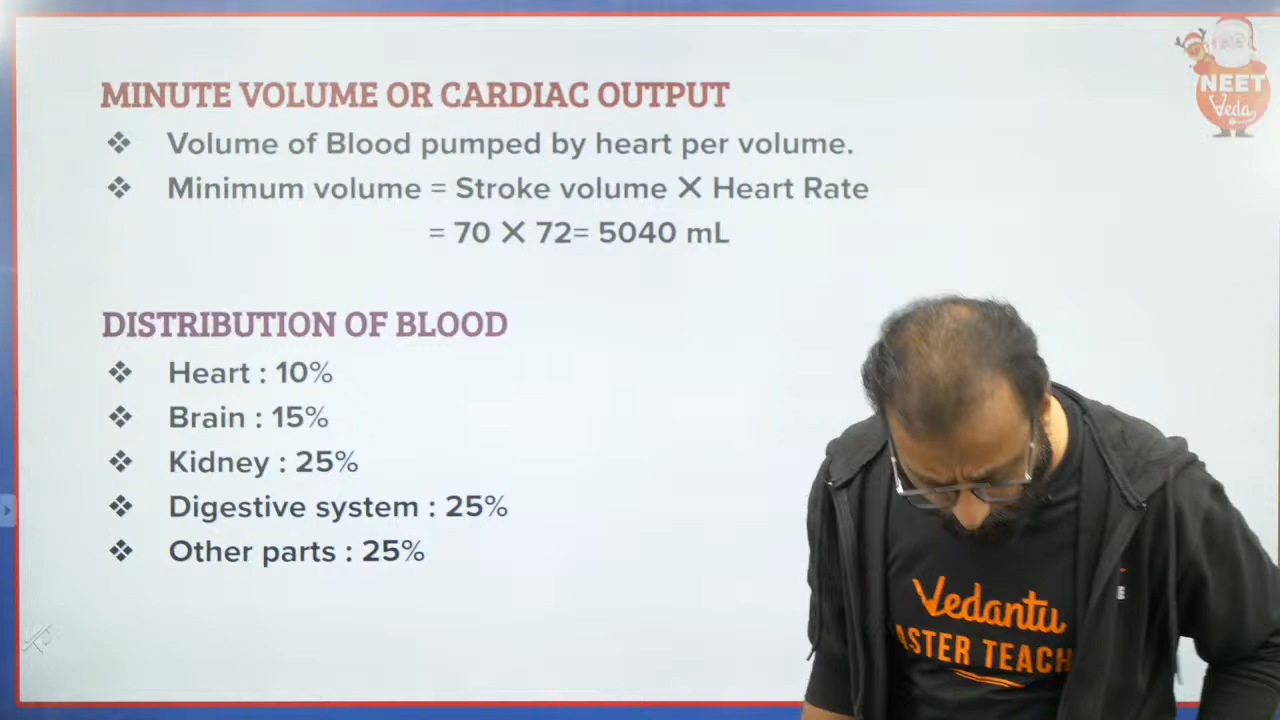 MINUTE VOLUME OR CARDIAC OUTPUT
❖ Volume of Blood pumped by heart per volume.
❖ Minimum volume = Stroke volume ✕ Heart Rate
= 70 ✕ 72= 5040 mL
DISTRIBUTION OF BLOOD
❖ Heart : 10%
❖ Brain : 15%
❖ Kidney : 25%
❖ Digestive system : 25%
❖ Other parts : 25%
NEET
Veda
Vedantu
ASTER TEACH